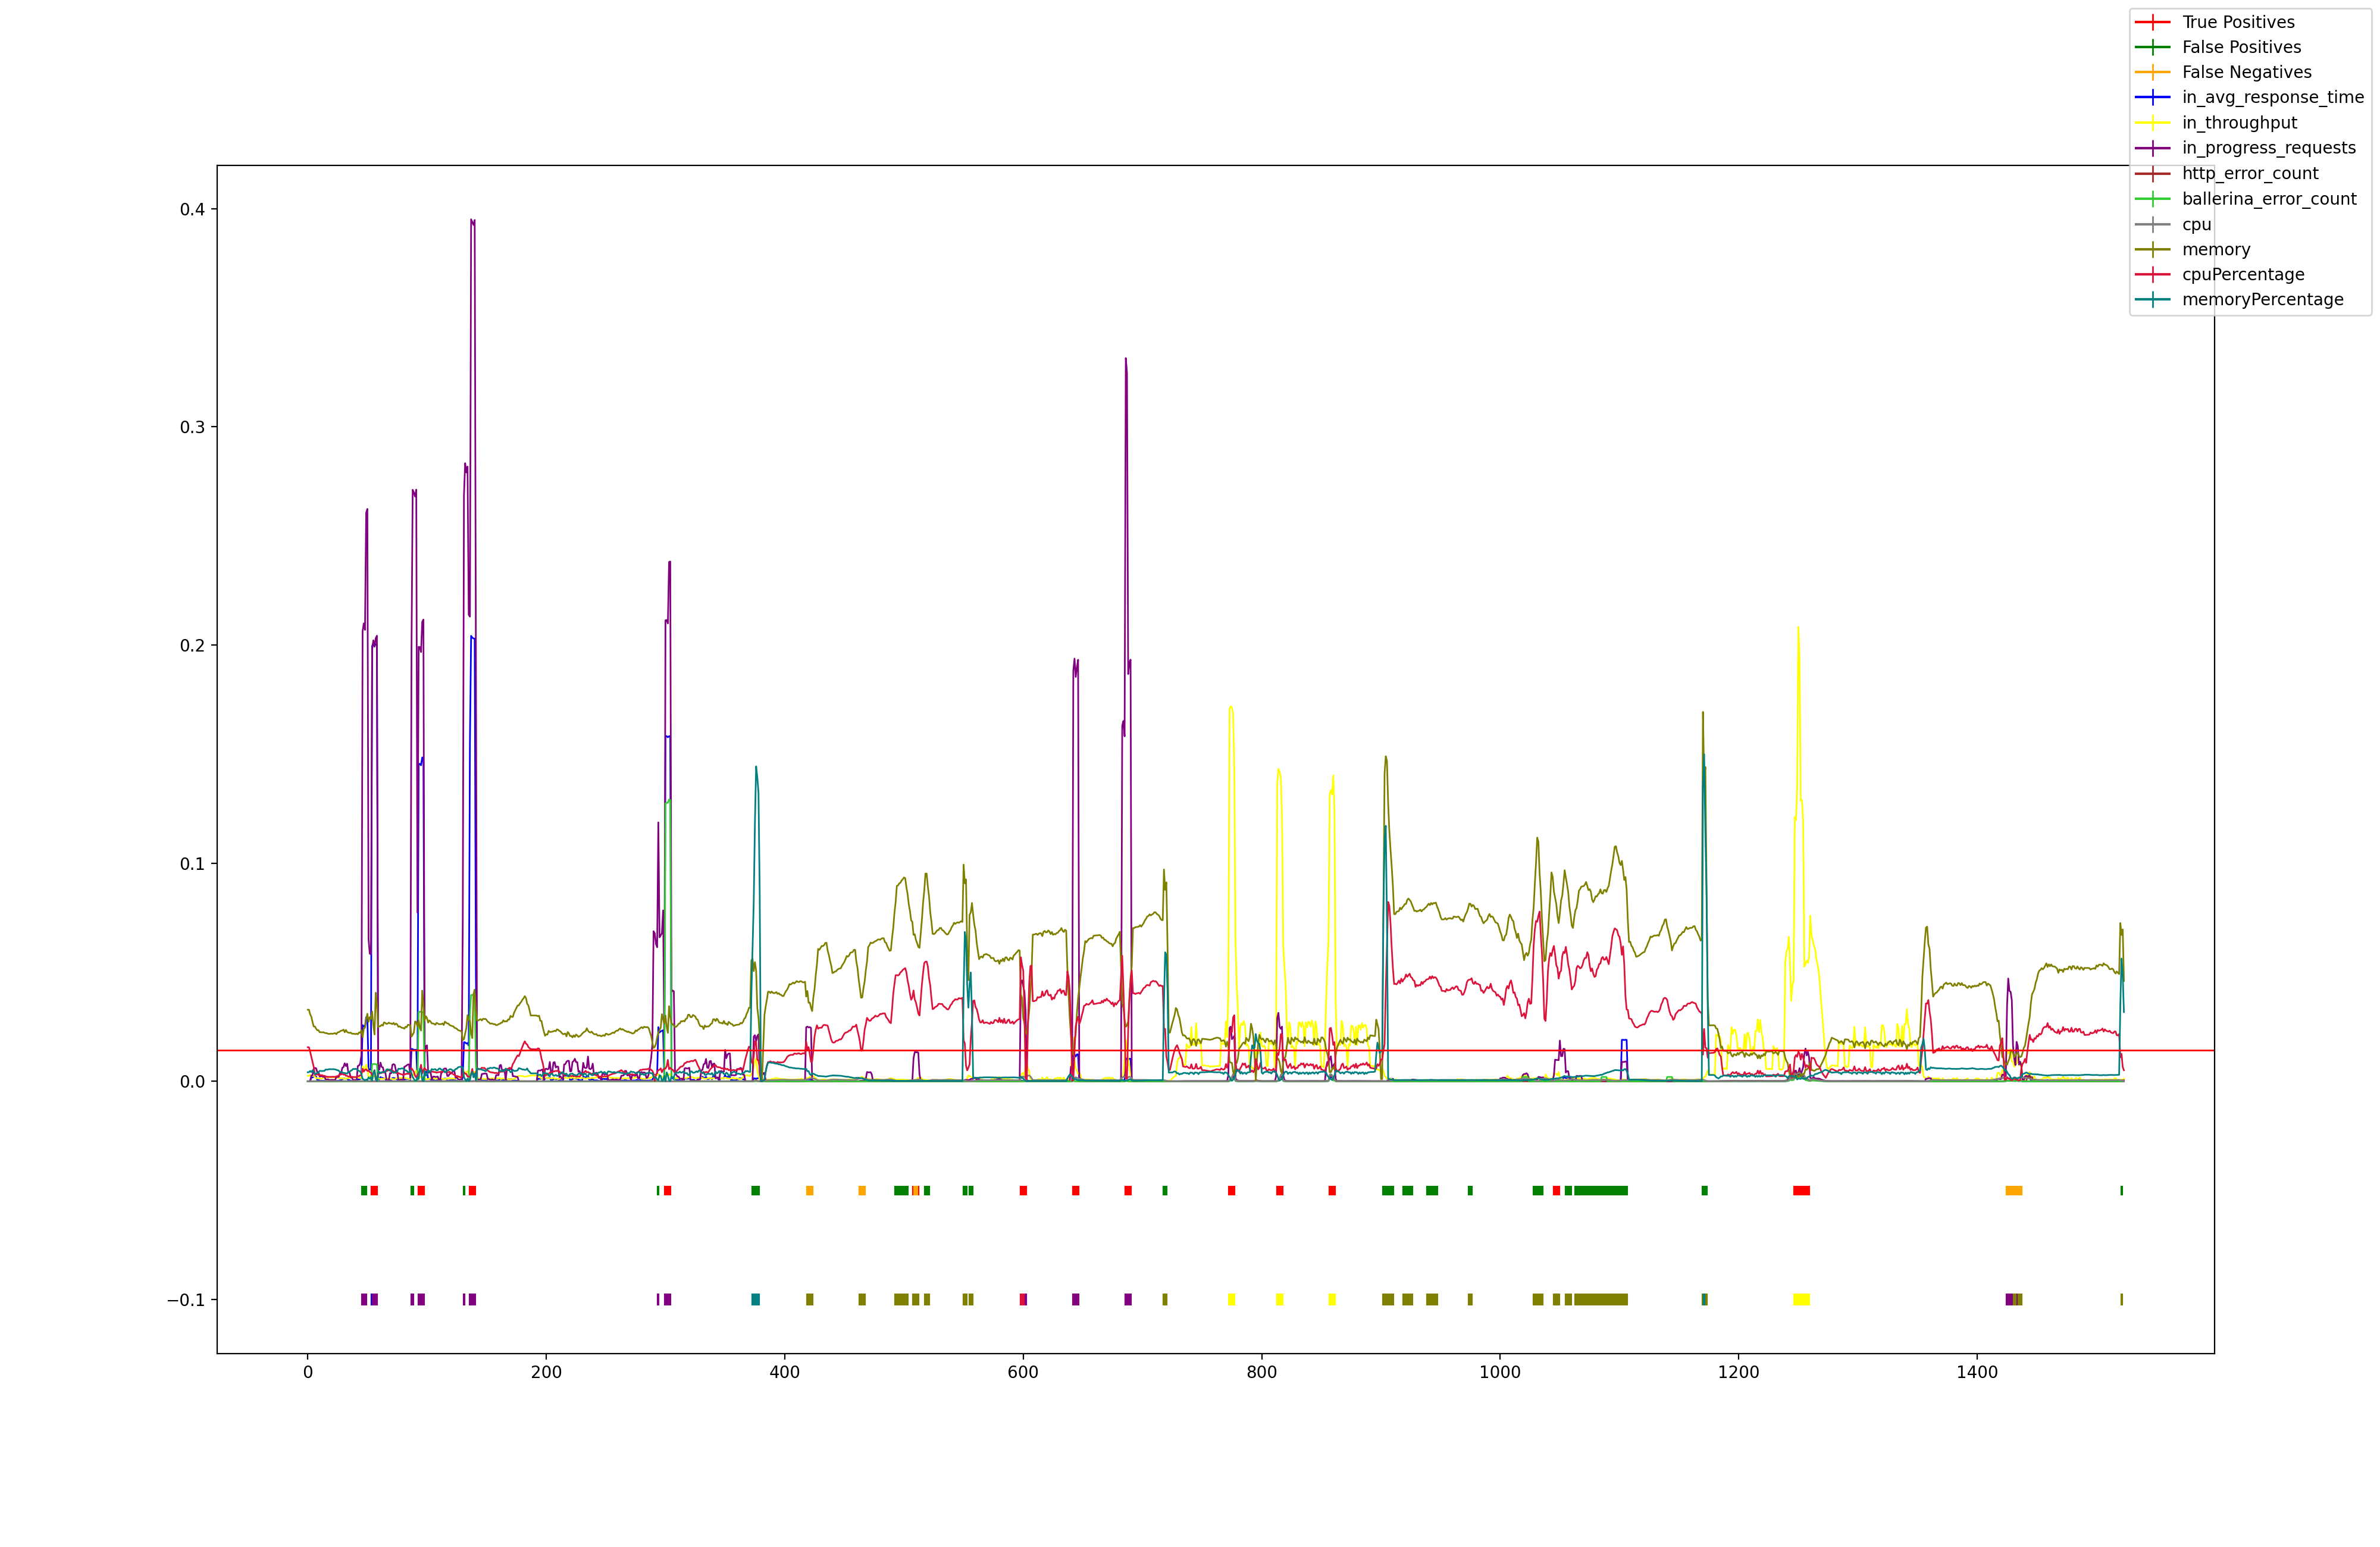 True Positives
False Positives
False Negatives
in_avg_response_time
in_throughput
in_progress_requests
http_error_count
ballerina_error_count
cpu
memory
cpuPercentage
memoryPercentage
0.4
0.3
0.2
0.1
0.0
−0.1
0 200 400 600 800 1000 1200 1400